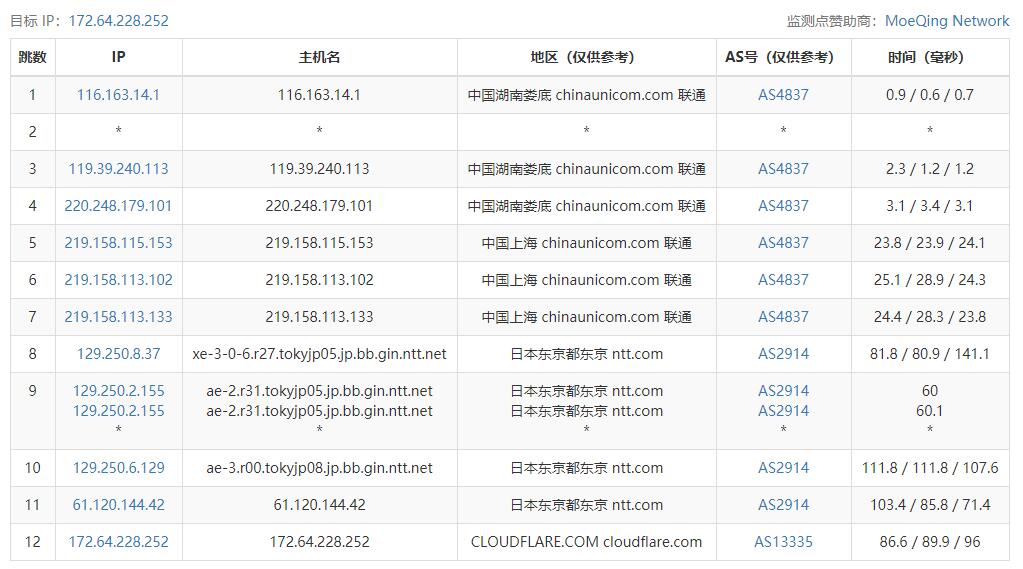 目标 IP：172.64.228.252 监测点赞助商：MoeQing Network
跳数 IP 主机名 地区（仅供参考） AS号（仅供参考） 时间（毫秒）
1 116.163.14.1 116.163.14.1 中国湖南娄底 chinaunicom.com 联通 AS4837 0.9 / 0.6 / 0.7
2 * * * * *
3 119.39.240.113 119.39.240.113 中国湖南娄底 chinaunicom.com 联通 AS4837 2.3 / 1.2 / 1.2
4 220.248.179.101 220.248.179.101 中国湖南娄底 chinaunicom.com 联通 AS4837 3.1 / 3.4 / 3.1
5 219.158.115.153 219.158.115.153 中国上海 chinaunicom.com 联通 AS4837 23.8 / 23.9 / 24.1
6 219.158.113.102 219.158.113.102 中国上海 chinaunicom.com 联通 AS4837 25.1 / 28.9 / 24.3
7 219.158.113.133 219.158.113.133 中国上海 chinaunicom.com 联通 AS4837 24.4 / 28.3 / 23.8
8 129.250.8.37 xe-3-0-6.r27.tokyjp05.jp.bb.gin.ntt.net 日本东京都东京 ntt.com AS2914 81.8 / 80.9 / 141.1
9 129.250.2.155 ae-2.r31.tokyjp05.jp.bb.gin.ntt.net 日本东京都东京 ntt.com AS2914 60
129.250.2.155 ae-2.r31.tokyjp05.jp.bb.gin.ntt.net 日本东京都东京 ntt.com AS2914 60.1
* * * * *
10 129.250.6.129 ae-3.r00.tokyjp08.jp.bb.gin.ntt.net 日本东京都东京 ntt.com AS2914 111.8 / 111.8 / 107.6
11 61.120.144.42 61.120.144.42 日本东京都东京 ntt.com AS2914 103.4 / 85.8 / 71.4
12 172.64.228.252 172.64.228.252 CLOUDFLARE.COM cloudflare.com AS13335 86.6 / 89.9 / 96